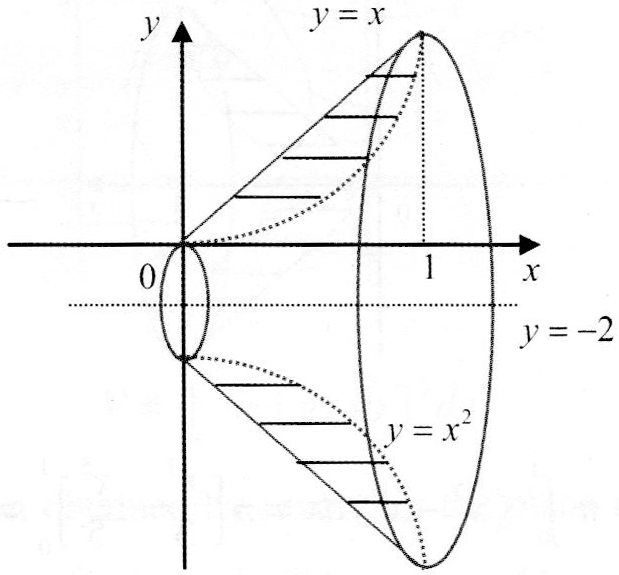 y
y = x
0
1
x
y = −2
y = x²